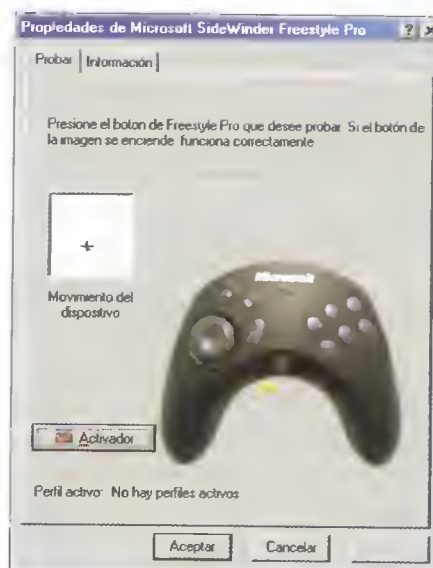 Propiedades de Microsoft SideWinder Freestyle Pro
Probar Información
Presione el botón de Freestyle Pro que desee probar Si el botón de
la imagen se enciende funciona correctamente
Microsoft
Movimiento del
dispositivo
Activador
Perfil activo: No hay perfiles activos
Aceptar Cancelar